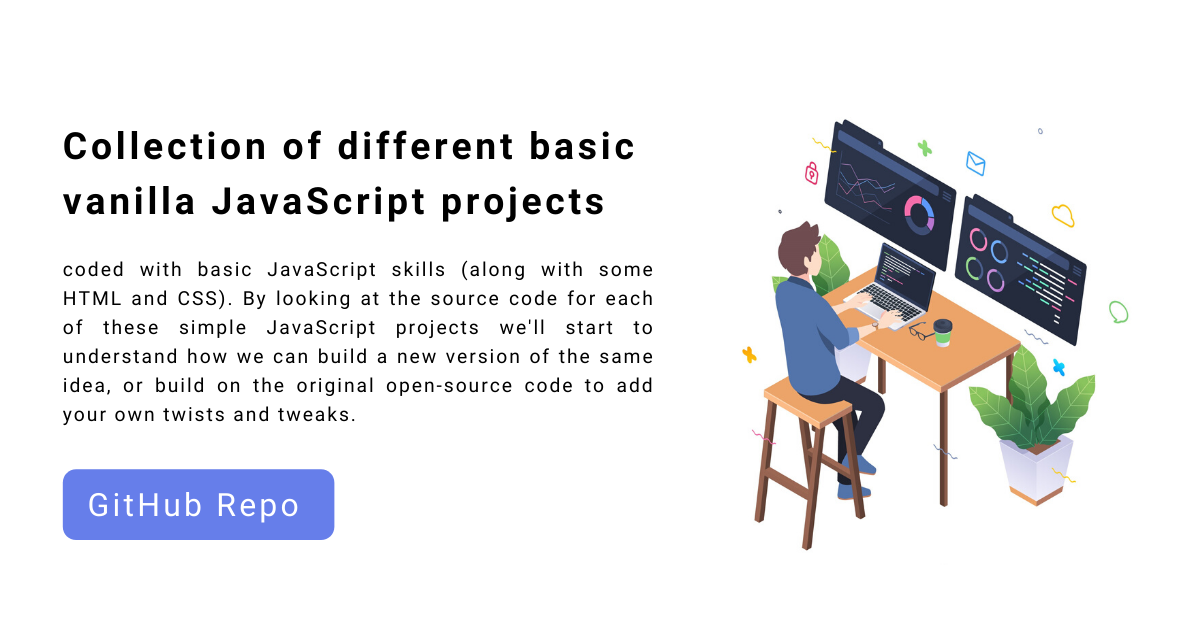 Collection of different basic
vanilla JavaScript projects
coded with basic JavaScript skills (along with some
HTML and CSS). By looking at the source code for each
of these simple JavaScript projects we'll start to
understand how we can build a new version of the same
idea, or build on the original open-source code to add
your own twists and tweaks.
GitHub Repo